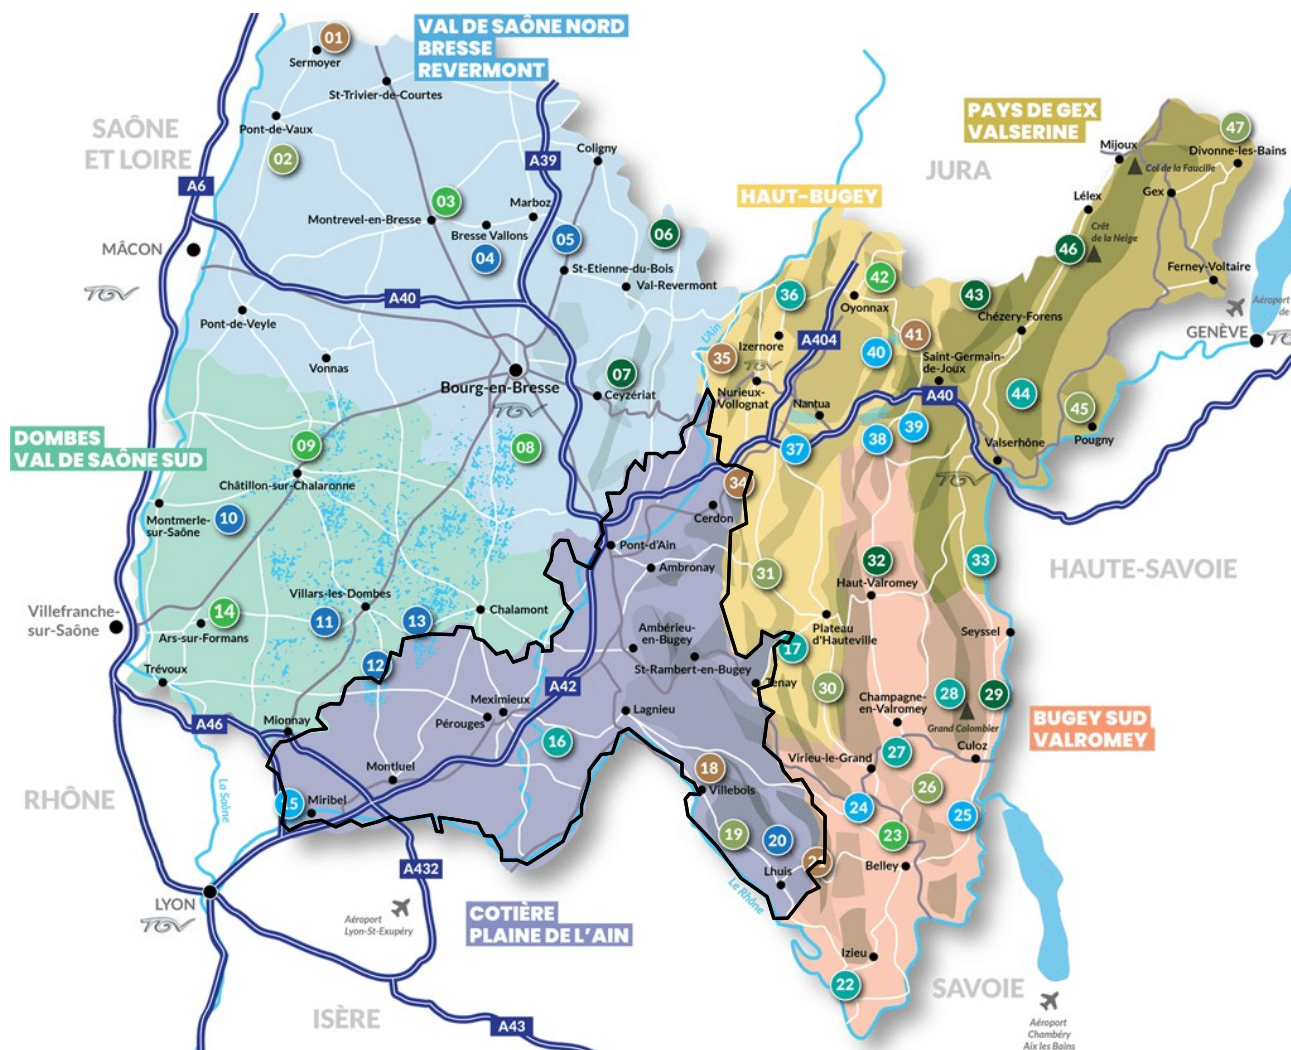 01
Sermoyer
VAL DE SAÔNE NORD
BRESSE
REVERMONT
St-Trivier-de-Courtes
Pont-de-Vaux
SAÔNE
ET LOIRE
02
A6
A39
Coligny
03
Montrevel-en-Bresse
Marboz
Bresse Vallons
04
05
06
St-Etienne-du-Bois
Val-Revermont
MÂCON
TGV
A40
Pont-de-Veyle
Vonnas
Bourg-en-Bresse
TGV
07
Ceyzériat
PAYS DE GEX
VALSERINE
JURA
HAUT-BUGEY
47
Mijoux
Divonne-les-Bains
Col de la Faucille
Lélex
Gex
Crêt
de la Neige
46
Ferney-Voltaire
Aéroport
de
GENÈVE
TG
36
42
Oyonnax
43
Chézery-Forens
L'Ain
Izernore
TGV
A404
35
40
41
Saint-Germain-
de-Joux
Nurieux-
Vollognat
Nantua
A40
44
45
Pougny
37
38
39
Valserhône
TGV
DOMBES
VAL DE SAÔNE SUD
09
08
Châtillon-sur-Chalaronne
Montmerle-
sur-Saône
10
34
Cerdon
Pont-d'Ain
Ambronay
31
32
Haut-Valromey
33
HAUTE-SAVOIE
Villefranche-
sur-Saône
14
Ars-sur-Formans
Villars-les-Dombes
11
13
Chalamont
12
Trévoux
Ambérieu-
en-Bugey
St-Rambert-en-Bugey
Plateau
d'Hauteville
17
Tenay
30
Seyssel
Champagne-
en-Valromey
28
29
Grand Colombier
BUGEY SUD
VALROMEY
A46
Mionnay
A42
Meximieux
Pérouges
Lagnieu
16
Montluel
Virieu-le-Grand
27
Culoz
RHÔNE
La Saône
15
Miribel
18
Villebois
19
20
Lhuis
24
26
25
23
Belley
A432
LYON
TGV
Aéroport
Lyon-St-Exupéry
COTIÈRE
PLAINE DE L'AIN
Le Rhône
Izieu
22
SAVOIE
ISÈRE
A43
Aéroport
Chambéry
Aix les Bains